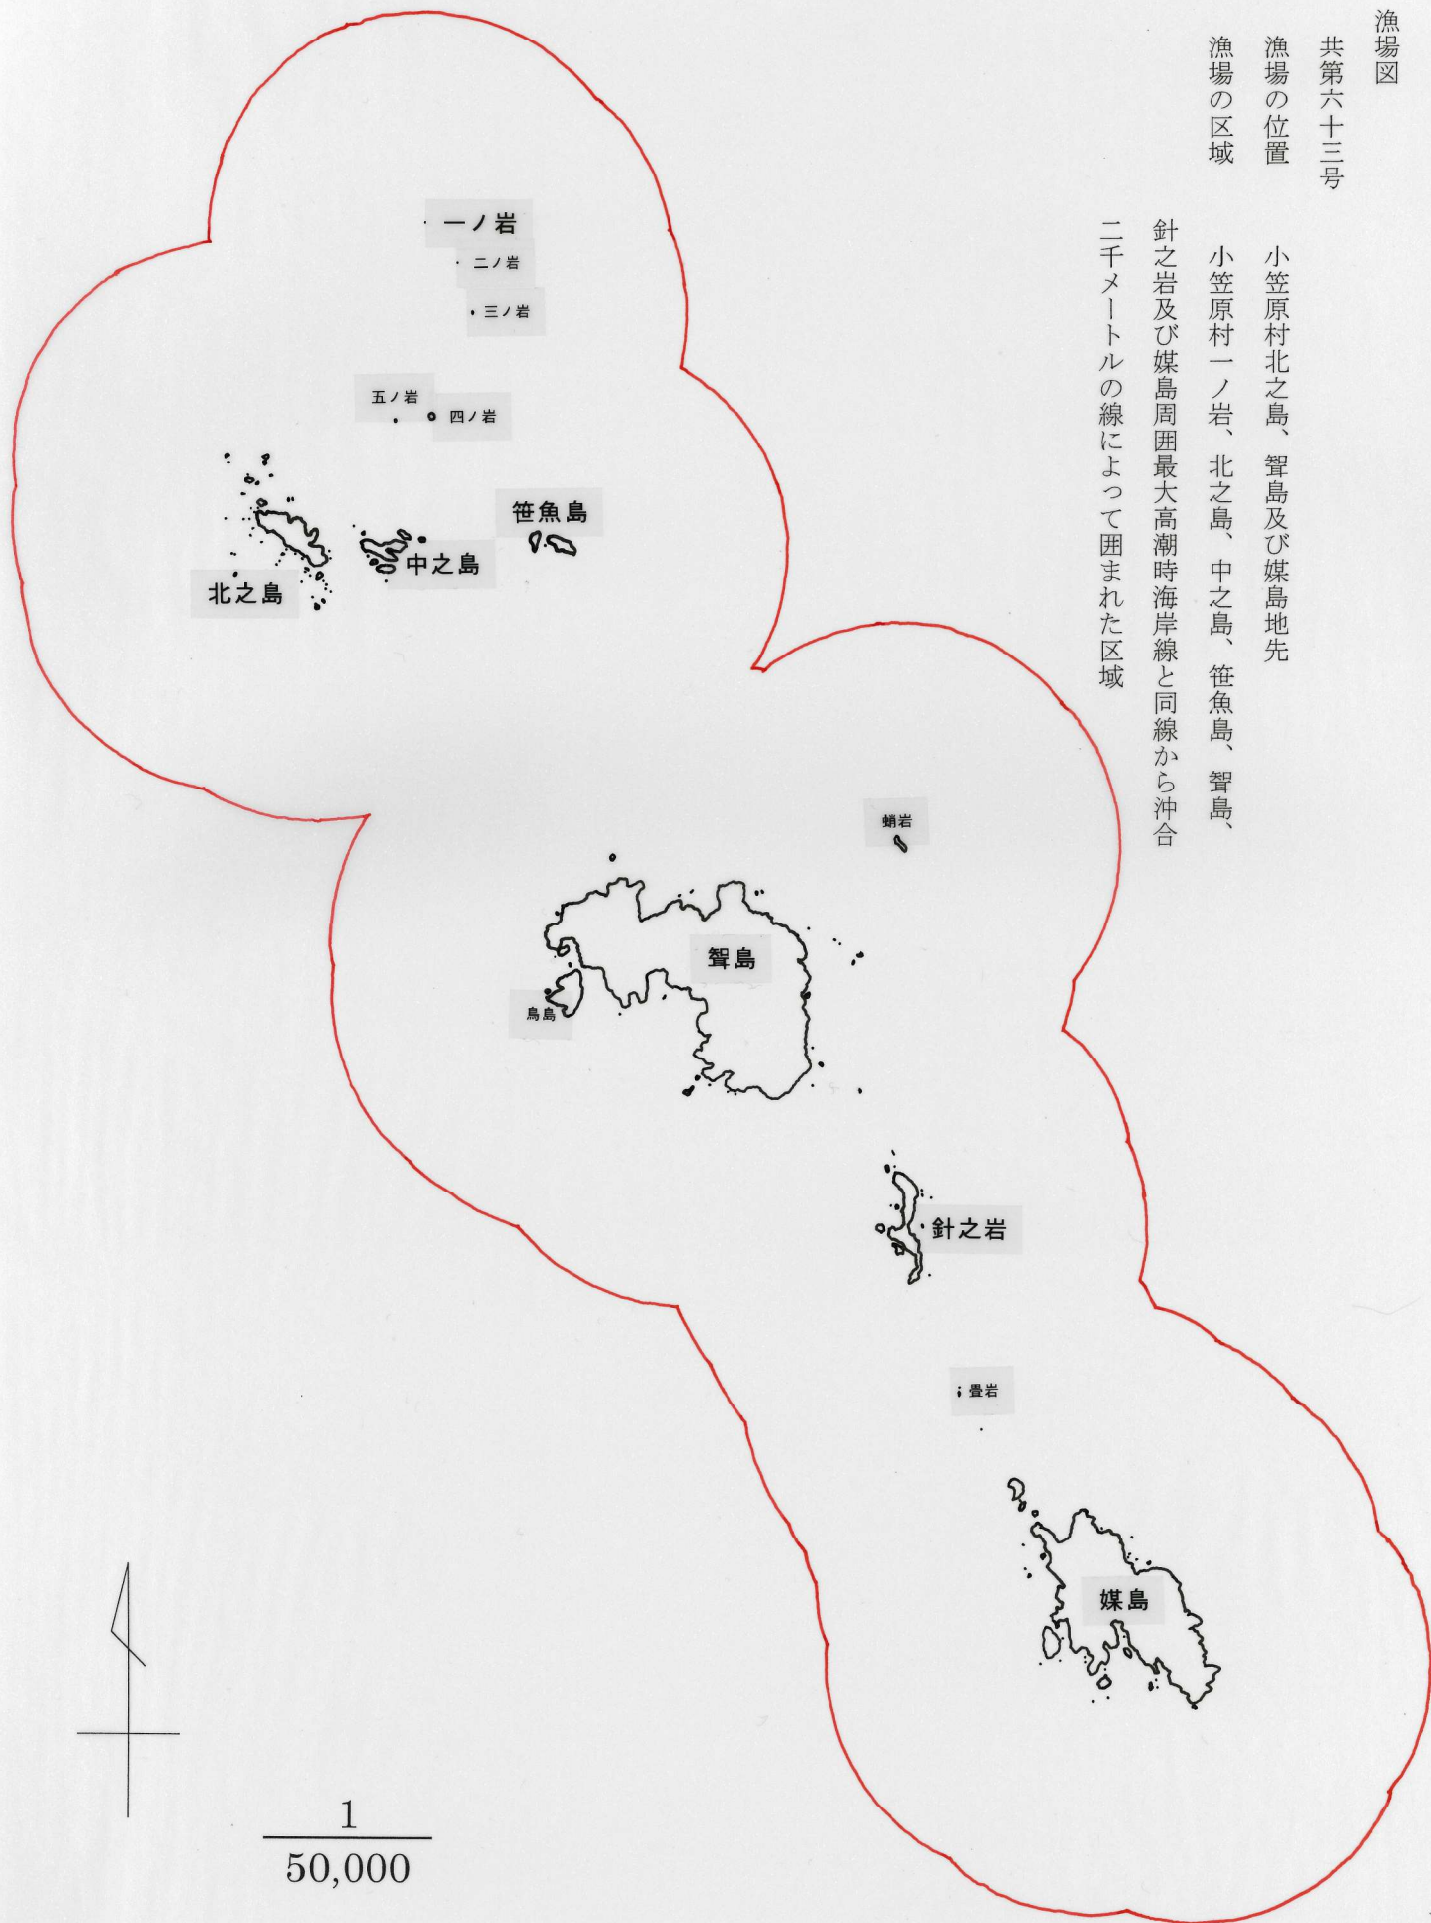 漁場図
共第六十三号
漁場の位置　小笠原村北之島、聟島及び媒島地先
漁場の区域　小笠原村一ノ岩、北之島、中之島、笹魚島、聟島、
針之岩及び媒島周囲最大高潮時海岸線と同線から沖合
二千メートルの線によって囲まれた区域
一ノ岩
二ノ岩
三ノ岩
五ノ岩
四ノ岩
笹魚島
中之島
北之島
蛸岩
聟島
鳥島
針之岩
畳岩
媒島
1
50,000